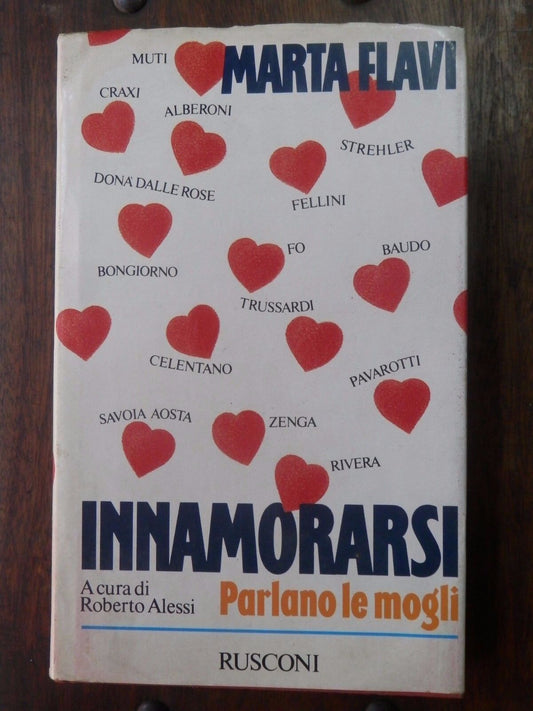 MARTA FLAVI
MUTI
CRAXI
ALBERONI
STREHLER
DONA' DALLE ROSE
FELLINI
BONGIORNO
FO
BAUDO
TRUSSARDI
CELENTANO
PAVAROTTI
SAVOIA AOSTA
ZENGA
RIVERA
INNAMORARSI
A cura di
Roberto Alessi
Parlano le mogli
RUSCONI